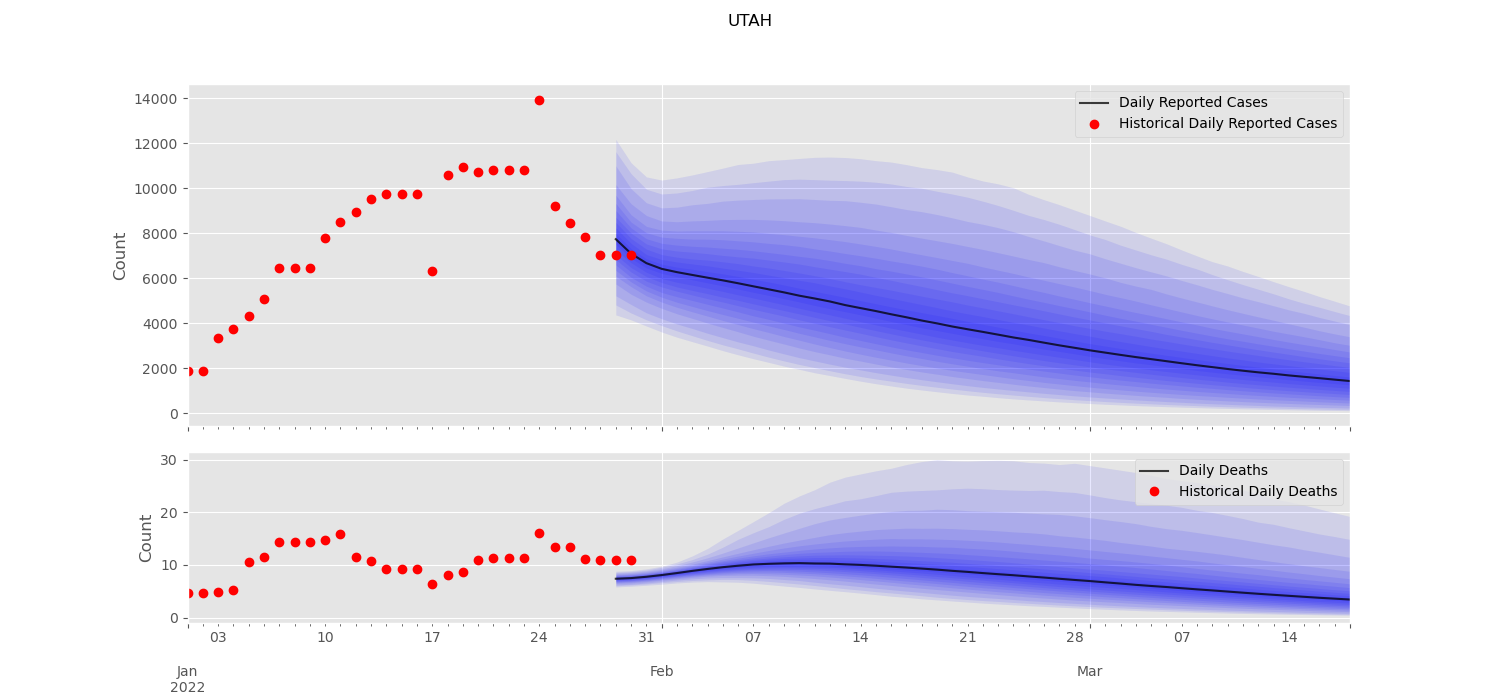 UTAH
Count
14000
12000
10000
8000
6000
4000
2000
0
Daily Reported Cases
Historical Daily Reported Cases
Count
30
20
10
0
Daily Deaths
Historical Daily Deaths
03 10 17 24 31 07 14 21 28 07 14
Jan Feb Mar
2022